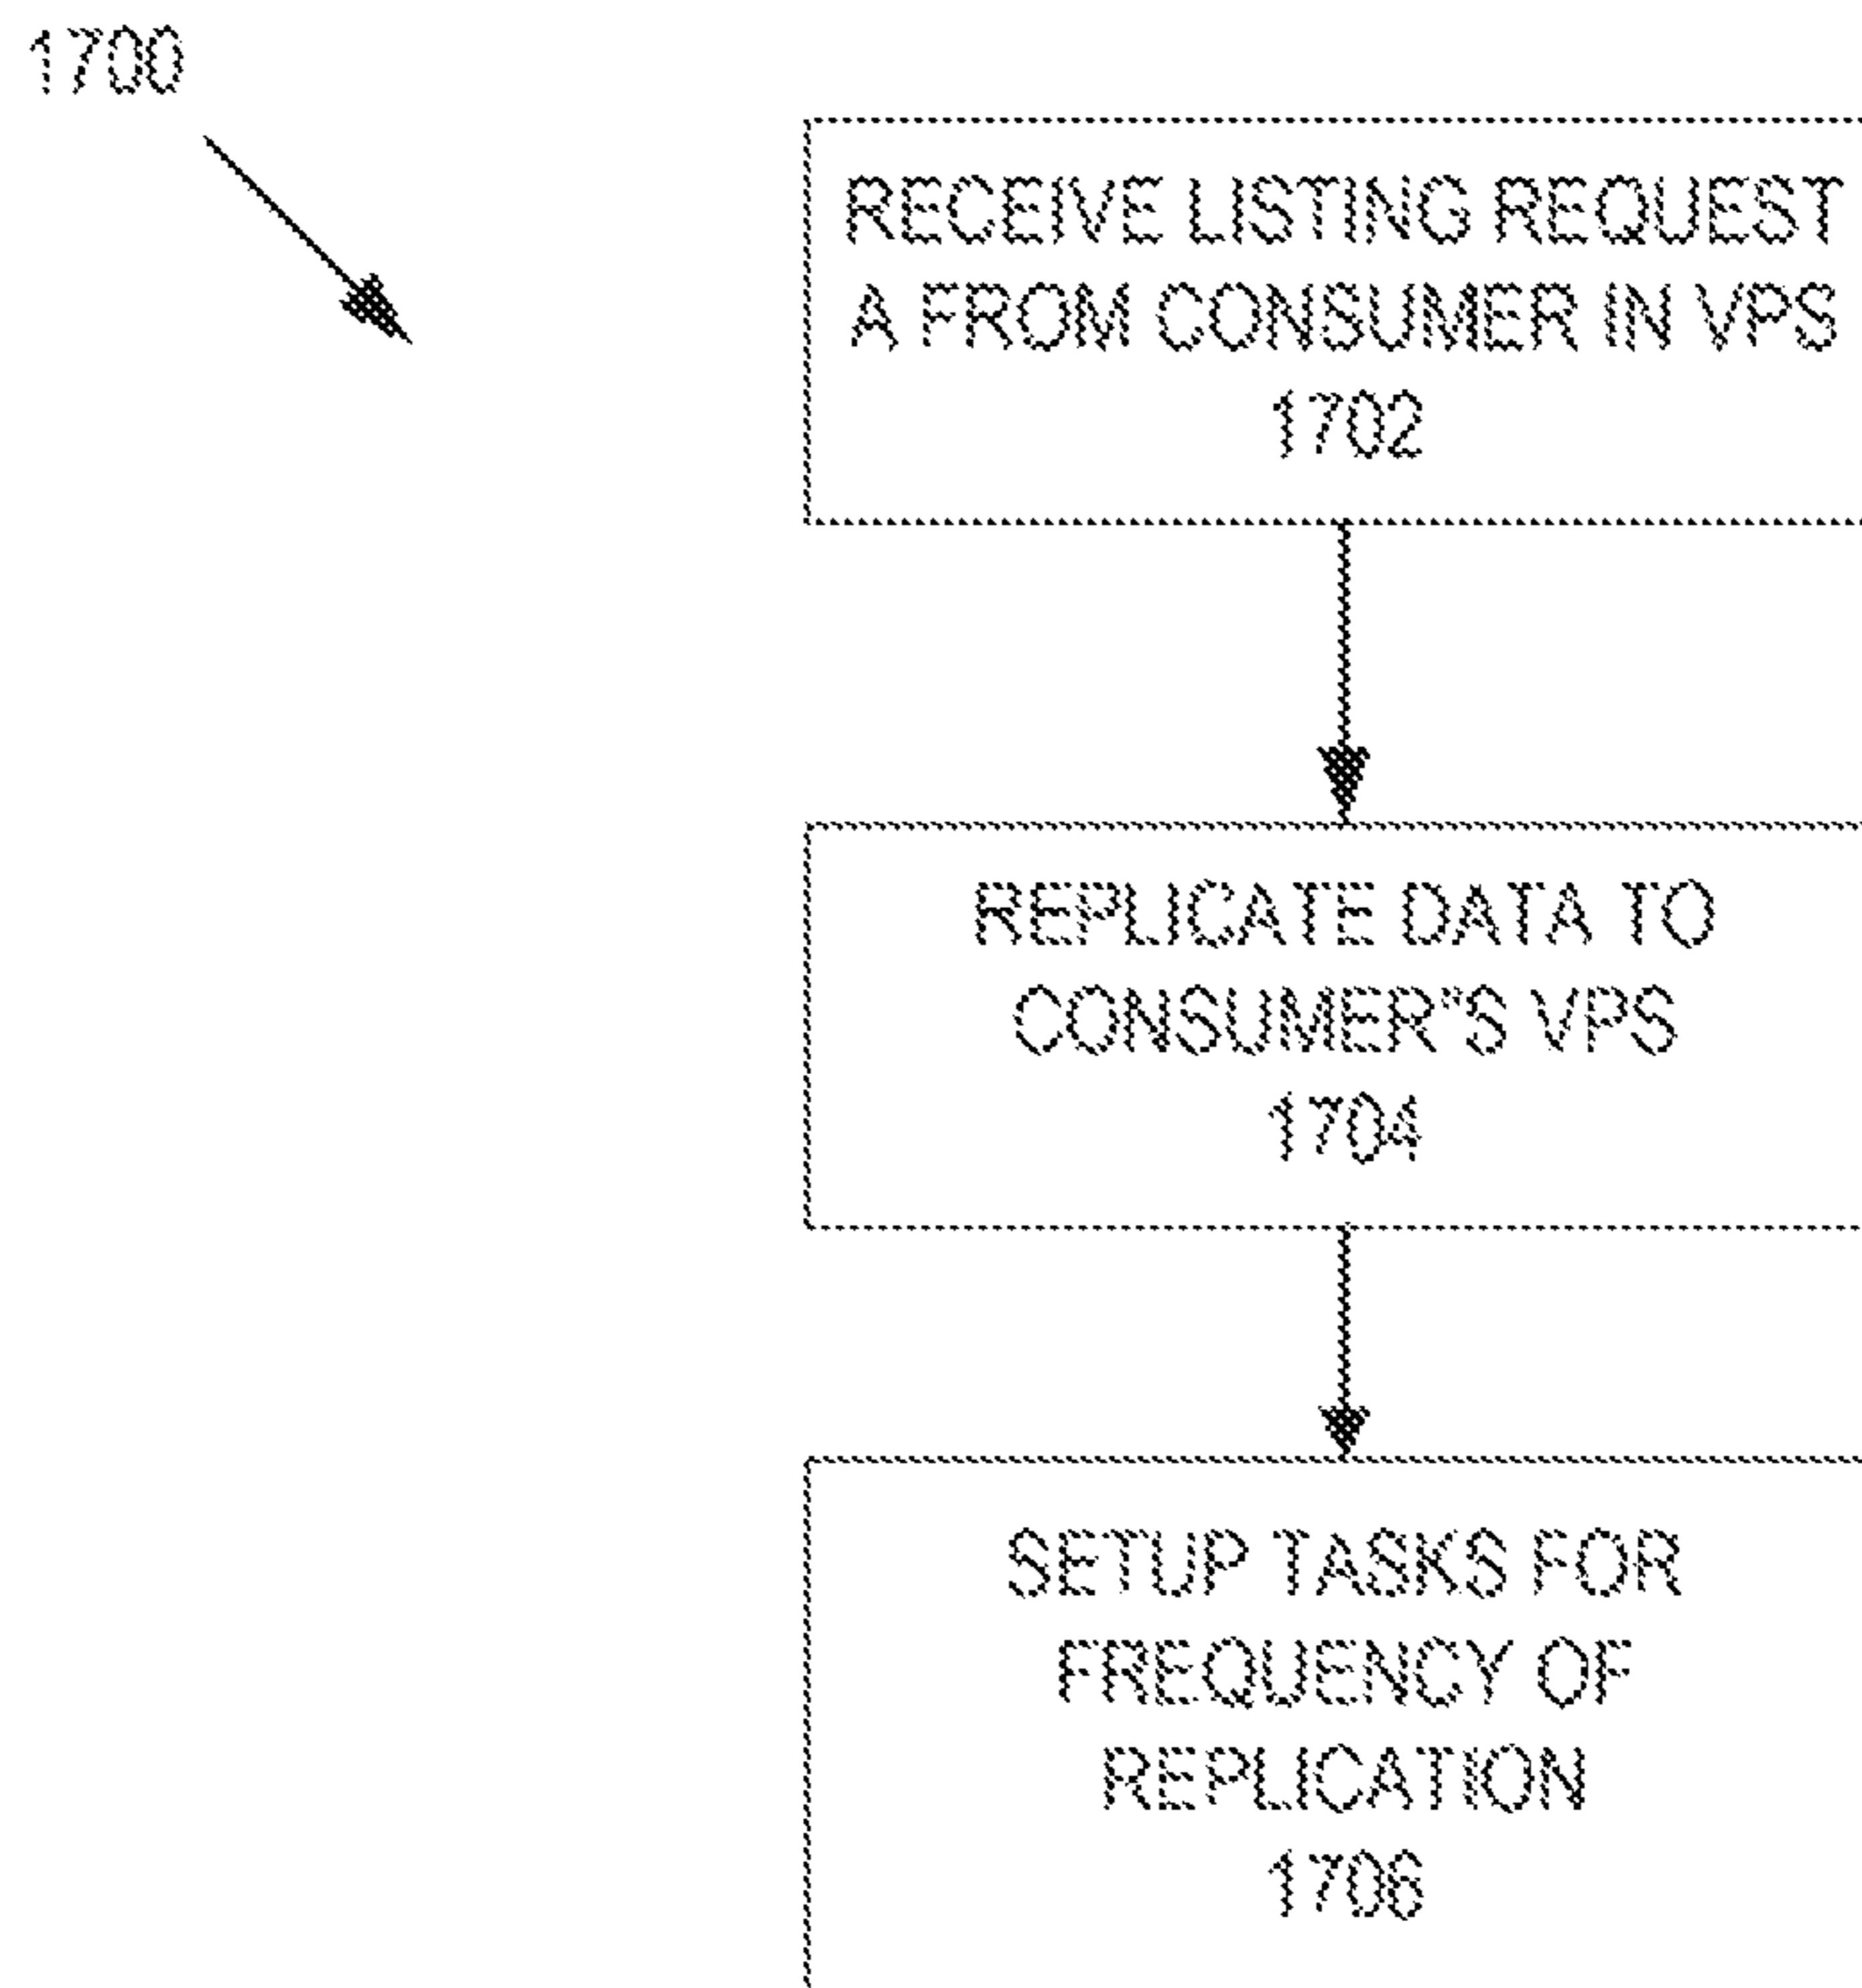 1700
RECEIVE LISTING REQUEST
A FROM CONSUMER IN VPS
1702
REPLICATE DATA TO
CONSUMER'S VPS
1704
SETUP TASKS FOR
FREQUENCY OF
REPLICATION
1706